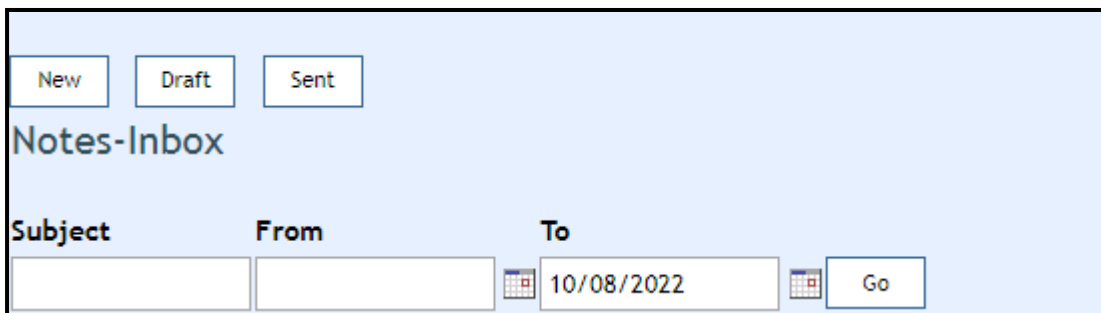 New Draft Sent
Notes-Inbox
Subject From To
10/08/2022 Go